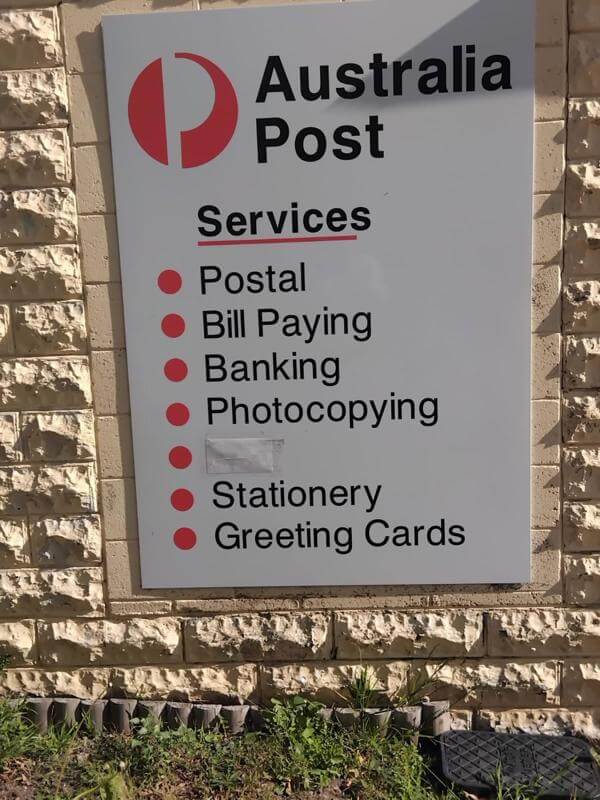 Australia
Post
Services
Postal
Bill Paying
Banking
Photocopying
Stationery
Greeting Cards